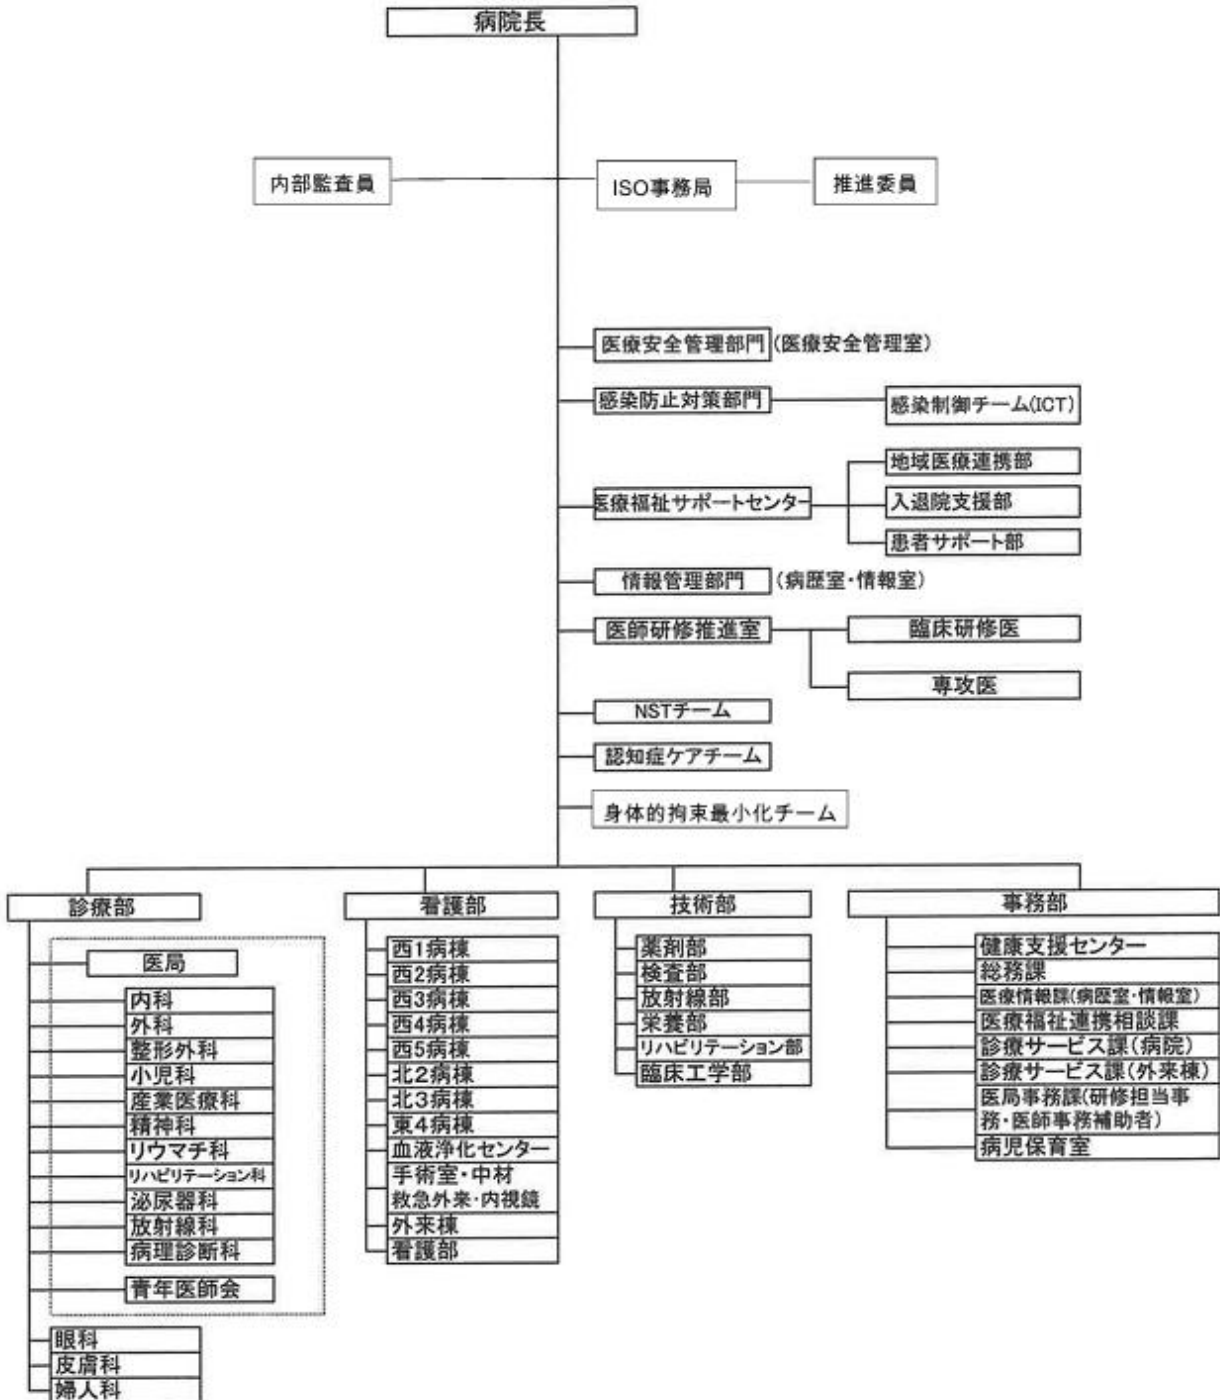 病院長
内部監査員
ISO事務局
推進委員
医療安全管理部門
(医療安全管理室)
感染防止対策部門
感染制御チーム(ICT)
医療福祉サポートセンター
地域医療連携部
入退院支援部
患者サポート部
情報管理部門
(病歴室・情報室)
医師研修推進室
臨床研修医
専攻医
NSTチーム
認知症ケアチーム
身体的拘束最小化チーム
診療部
医局
内科
外科
整形外科
小児科
産業医療科
精神科
リウマチ科
リハビリテーション科
泌尿器科
放射線科
病理診断科
青年医師会
眼科
皮膚科
婦人科
看護部
西1病棟
西2病棟
西3病棟
西4病棟
西5病棟
北2病棟
北3病棟
東4病棟
血液浄化センター
手術室・中材
救急外来・内視鏡
外来棟
看護部
技術部
薬剤部
検査部
放射線部
栄養部
リハビリテーション部
臨床工学部
事務部
健康支援センター
総務課
医療情報課(病歴室・情報室)
医療福祉連携相談課
診療サービス課(病院)
診療サービス課(外来棟)
医局事務課(研修担当事
務・医師事務補助者)
病児保育室